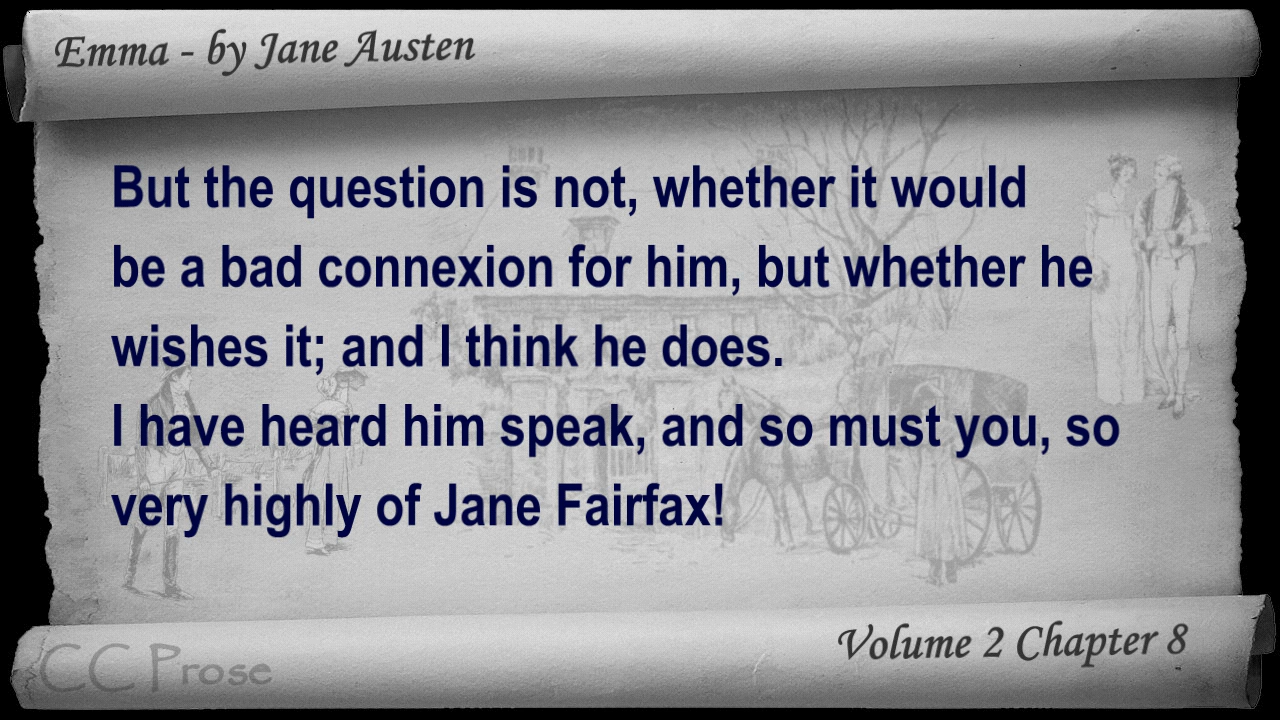 Emma - by Jane Austen
But the question is not, whether it would
be a bad connexion for him, but whether he
wishes it; and I think he does.
I have heard him speak, and so must you, so
very highly of Jane Fairfax!
Volume 2 Chapter 8
CC Prose